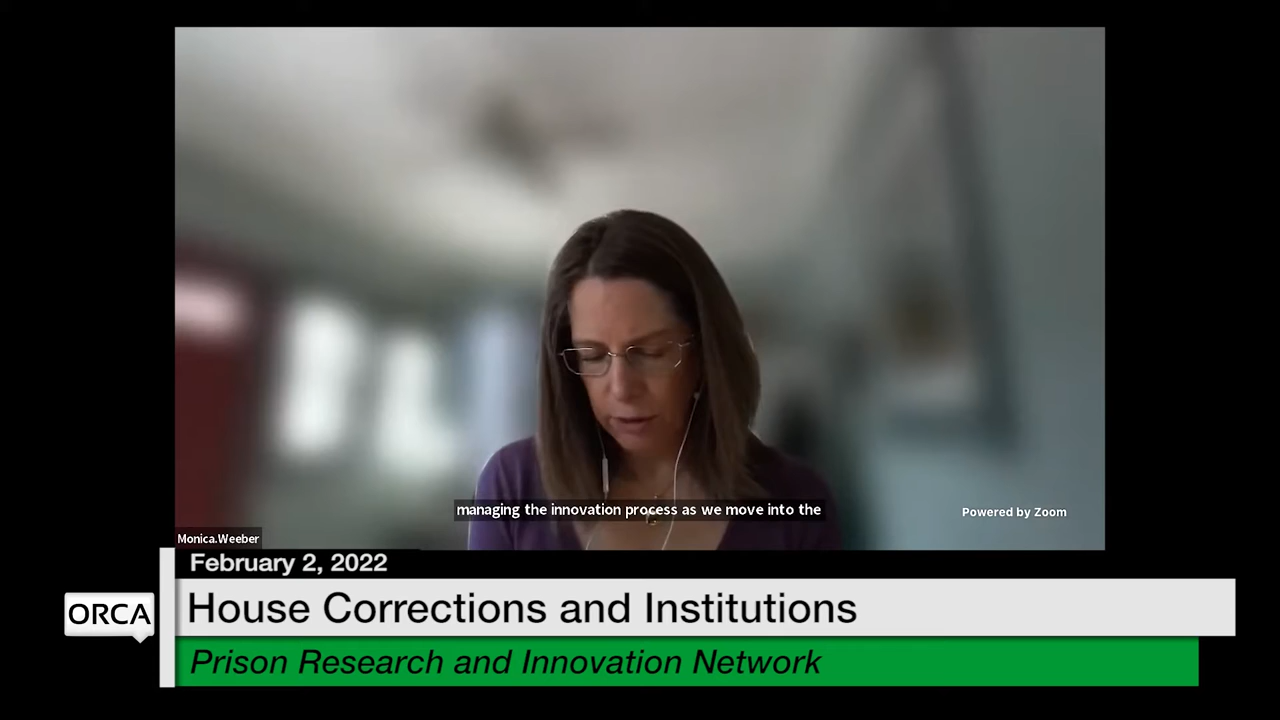 managing the innovation process as we move into the
Powered by Zoom
Monica.Weeber
February 2, 2022
ORCA
House Corrections and Institutions
Prison Research and Innovation Network